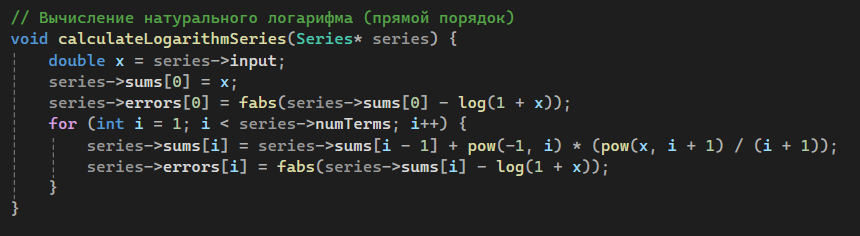 // Вычисление натурального логарифма (прямой порядок)
void calculateLogarithmSeries(Series* series) {
    double x = series->input;
    series->sums[0] = x;
    series->errors[0] = fabs(series->sums[0] - log(1 + x));
    for (int i = 1; i < series->numTerms; i++) {
        series->sums[i] = series->sums[i - 1] + pow(-1, i) * (pow(x, i + 1) / (i + 1));
        series->errors[i] = fabs(series->sums[i] - log(1 + x));
    }
}